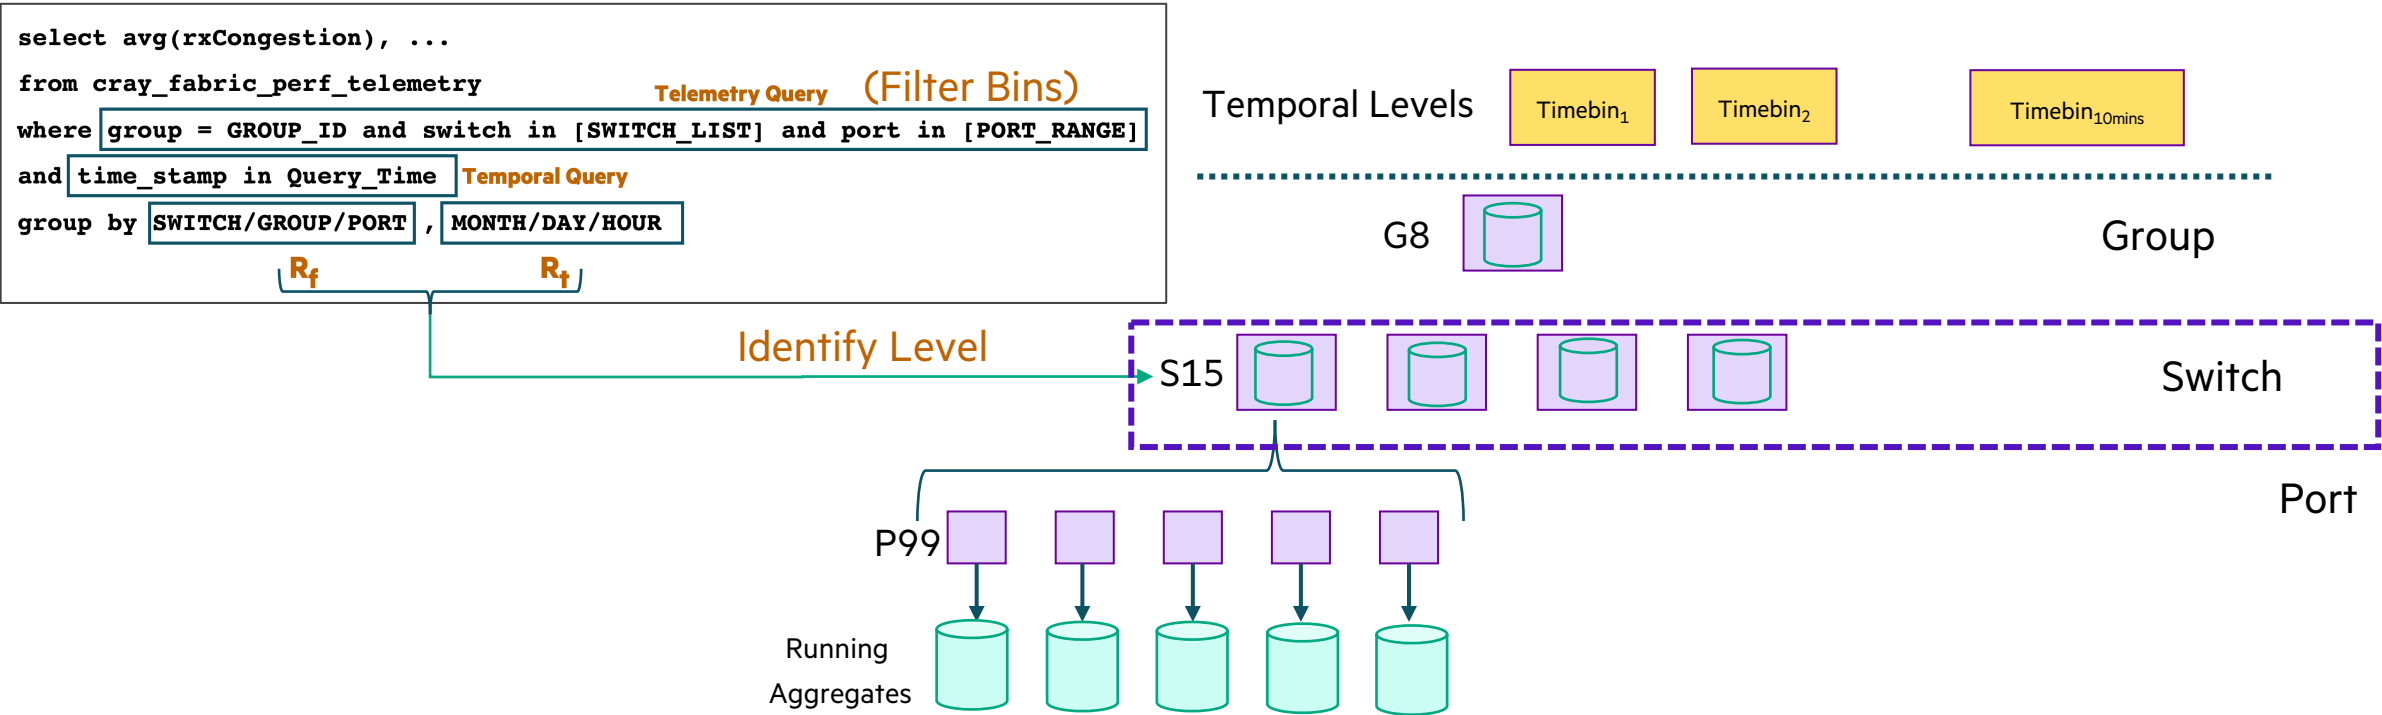 select avg(rxCongestion), ...
from cray_fabric_perf_telemetry
Telemetry Query (Filter Bins)
where group = GROUP_ID and switch in [SWITCH_LIST] and port in [PORT_RANGE]
and time_stamp in Query_Time Temporal Query
group by SWITCH/GROUP/PORT , MONTH/DAY/HOUR
Rf Rt
Identify Level
Temporal Levels Timebin1 Timebin2 Timebin10mins
G8 Group
S15 Switch
Port
P99
Running
Aggregates